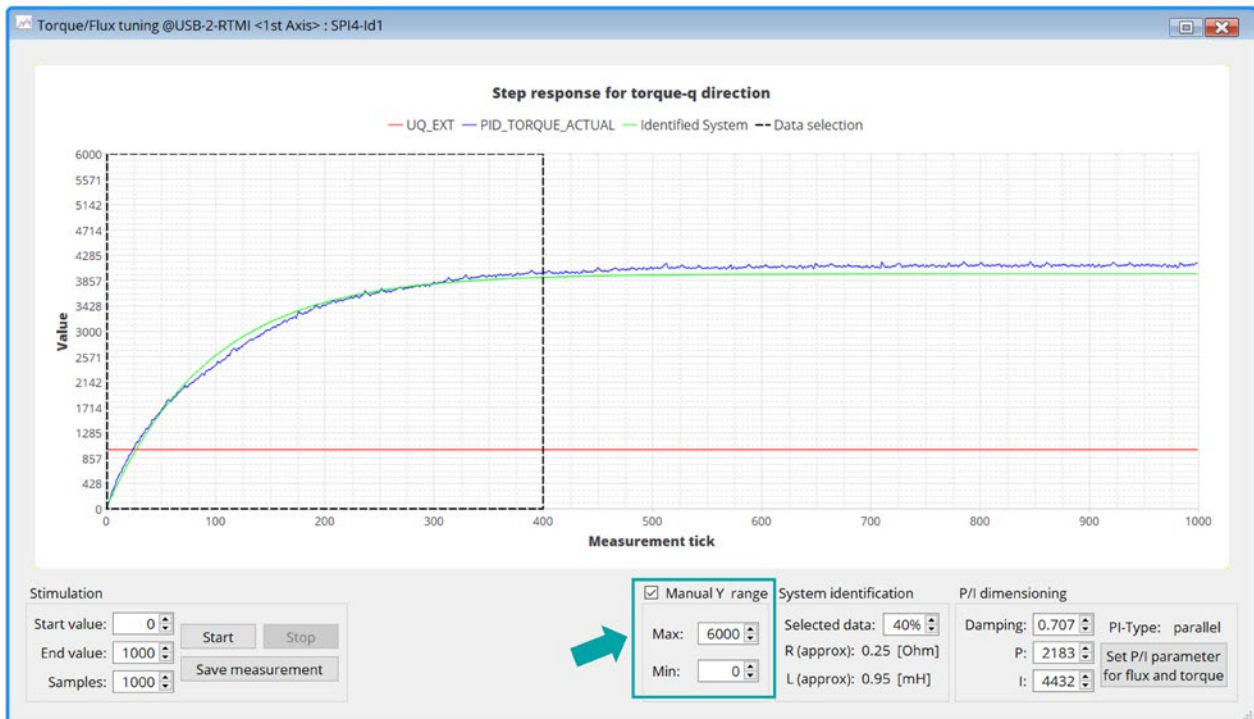 Torque/Flux tuning @USB-2-RTMI <1st Axis> : SPI4-Id1
Step response for torque-q direction
UQ_EXT PID_TORQUE_ACTUAL Identified System Data selection
6000
5571
5142
4714
4285
3857
3428
3000
2571
2142
1714
1285
857
428
0
Value
0 100 200 300 400 500 600 700 800 900 1000
Measurement tick
Stimulation
Start value: 0
End value: 1000
Samples: 1000
Start Stop
Save measurement
Manual Y range
Max: 6000
Min: 0
System identification
Selected data: 40%
R (approx): 0.25 [Ohm]
L (approx): 0.95 [mH]
P/I dimensioning
Damping: 0.707
P: 2183
I: 4432
PI-Type: parallel
Set P/I parameter
for flux and torque